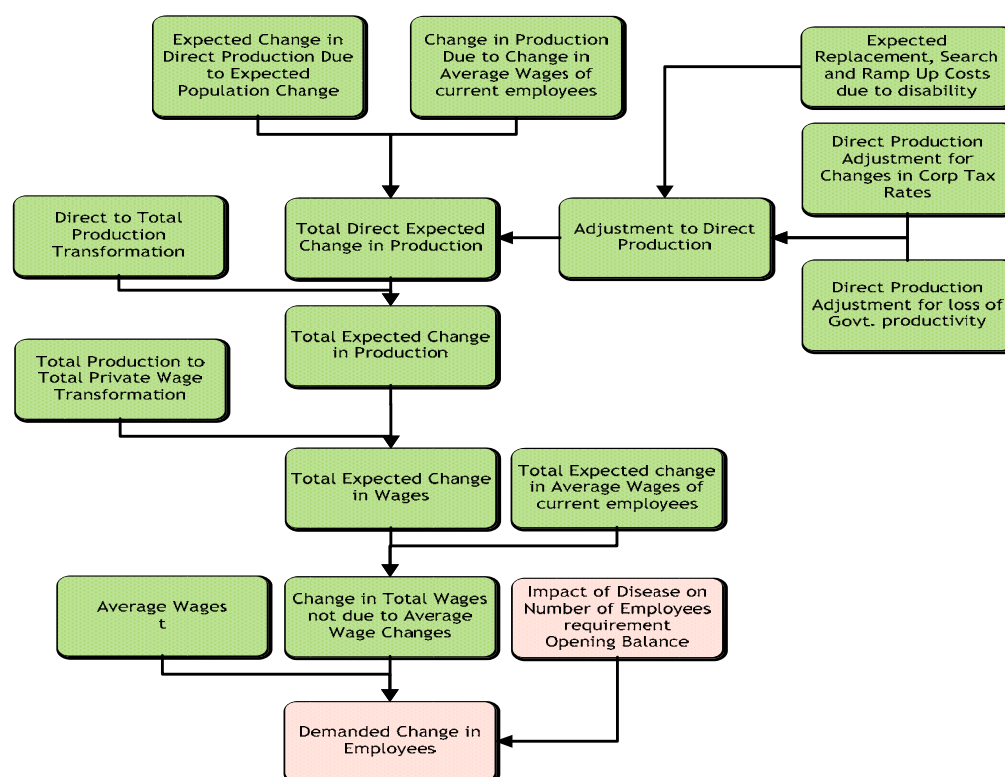 Expected Change in
Direct Production Due
to Expected
Population Change
Change in Production
Due to Change in
Average Wages of
current employees
Expected
Replacement, Search
and Ramp Up Costs
due to disability
Direct Production
Adjustment for
Changes in Corp Tax
Rates
Direct to Total
Production
Transformation
Total Direct Expected
Change in Production
Adjustment to Direct
Production
Direct Production
Adjustment for loss of
Govt. productivity
Total Expected Change
in Production
Total Production to
Total Private Wage
Transformation
Total Expected Change
in Wages
Total Expected change
in Average Wages of
current employees
Average Wages
t
Change in Total Wages
not due to Average
Wage Changes
Impact of Disease on
Number of Employees
requirement
Opening Balance
Demanded Change in
Employees